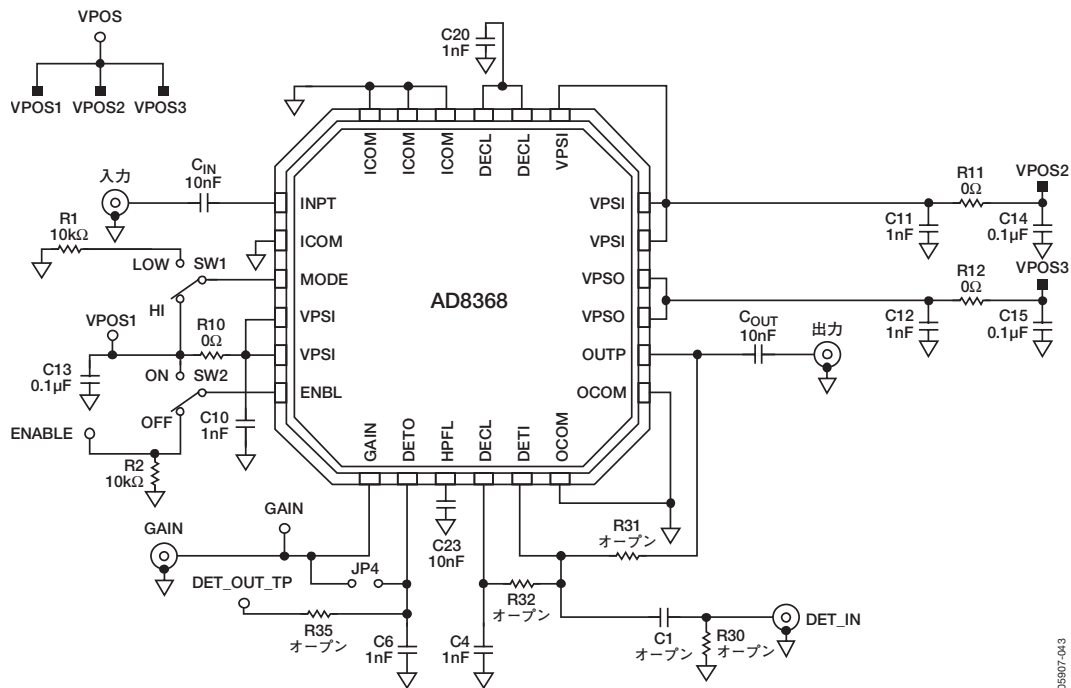 VPOS
VPOS1 VPOS2 VPOS3
C20
1nF
ICOM
ICOM
ICOM
DECL
DECL
VPSI
入力
CIN
10nF
INPT
ICOM
MODE
VPSI
VPSI
ENBL
R1
10kΩ
LOW
SW1
HI
VPOS1
R10
0Ω
C13
0.1µF
ON
SW2
OFF
C10
1nF
ENABLE
R2
10kΩ
AD8368
VPSI
VPSI
VPSO
VPSO
OUTP
OCOM
R11
0Ω
VPOS2
C11
1nF
C14
0.1µF
R12
0Ω
VPOS3
C12
1nF
C15
0.1µF
COUT
10nF
出力
GAIN
DETO
HPFL
DECL
DETI
OCOM
GAIN
GAIN
JP4
DET_OUT_TP
R35
オープン
C6
1nF
C23
10nF
C4
1nF
R32
オープン
R31
オープン
C1
オープン
R30
オープン
DET_IN
05907-043